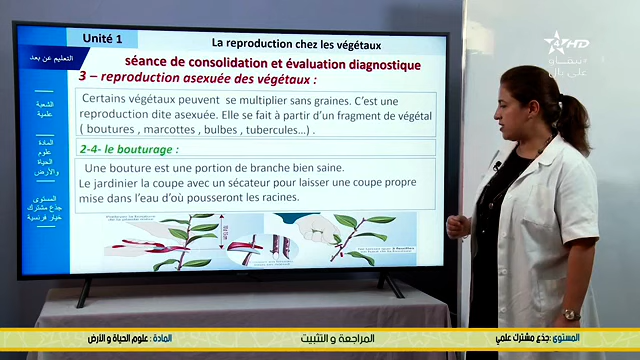 Unité 1
La reproduction chez les végétaux
التعليم عن بعد
séance de consolidation et évaluation diagnostique
3 – reproduction asexuée des végétaux :
الشعبة
علمية
Certains végétaux peuvent se multiplier sans graines. C'est une
reproduction dite asexuée. Elle se fait à partir d'un fragment de végétal
( boutures , marcottes , bulbes , tubercules...) .
المادة
علوم
الحياة
والأرض
2-4- le bouturage :
Une bouture est une portion de branche bien saine.
Le jardinier la coupe avec un sécateur pour laisser une coupe propre
mise dans l'eau d'où pousseront les racines.
المستوى
جذع مشترك
خيار فرنسية
HD
المستوى :جذع مشترك علمي
المراجعة و التثبيت
المادة : علوم الحياة و الأرض